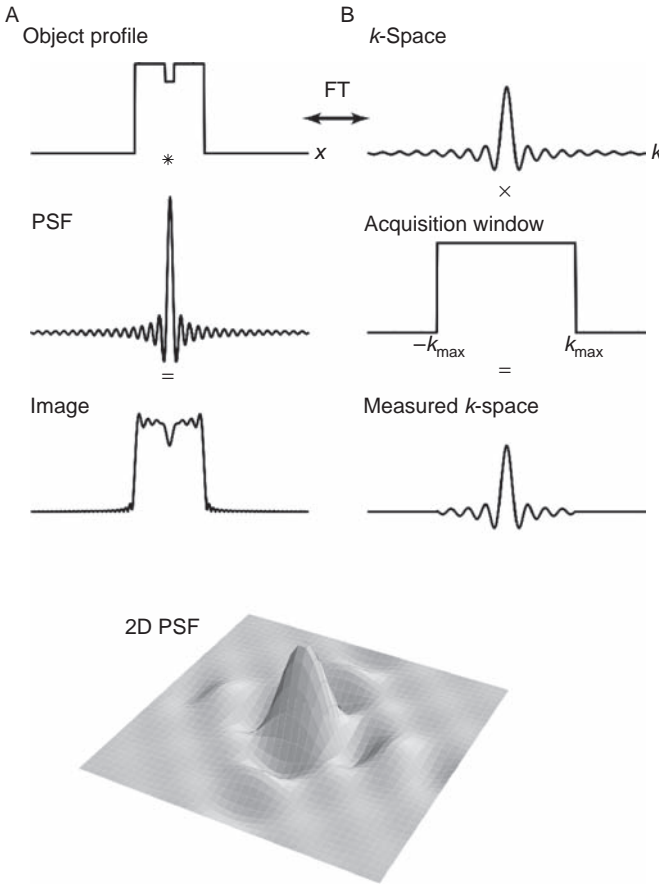 A
Object profile
B
k-Space
FT
x
k
*
×
PSF
Acquisition window
−kmax
kmax
=
=
Image
Measured k-space
2D PSF